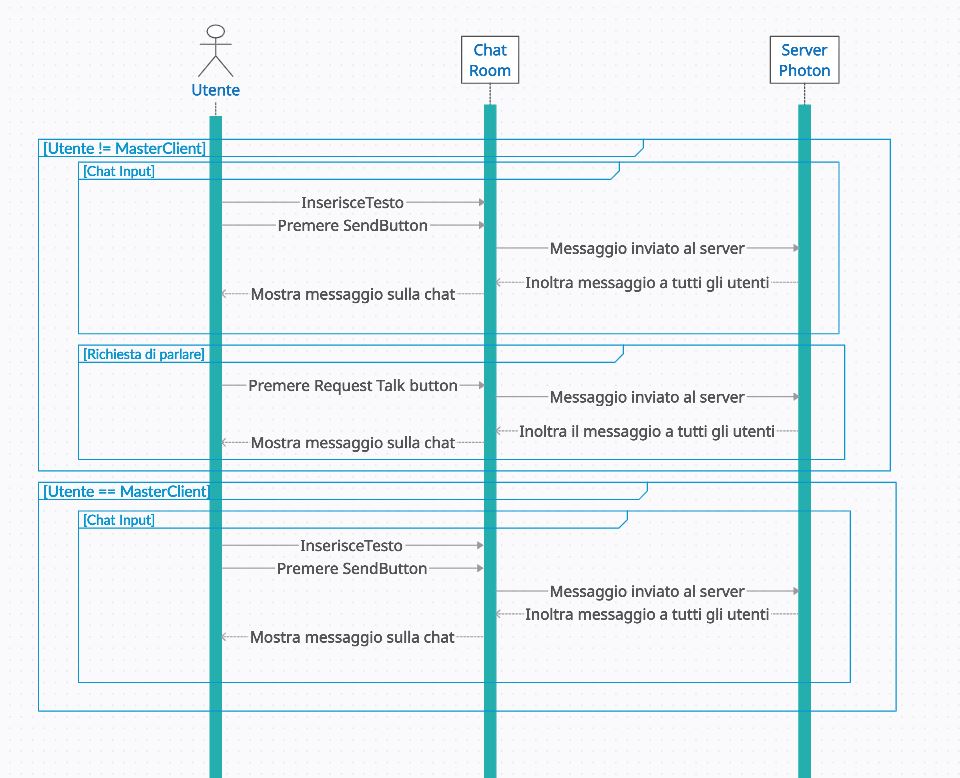 Utente
Chat
Room
Server
Photon
[Utente != MasterClient]
[Chat Input]
InserisceTesto
Premere SendButton
Messaggio inviato al server
Inoltra messaggio a tutti gli utenti
Mostra messaggio sulla chat
[Richiesta di parlare]
Premere Request Talk button
Messaggio inviato al server
Inoltra il messaggio a tutti gli utenti
Mostra messaggio sulla chat
[Utente == MasterClient]
[Chat Input]
InserisceTesto
Premere SendButton
Messaggio inviato al server
Inoltra messaggio a tutti gli utenti
Mostra messaggio sulla chat